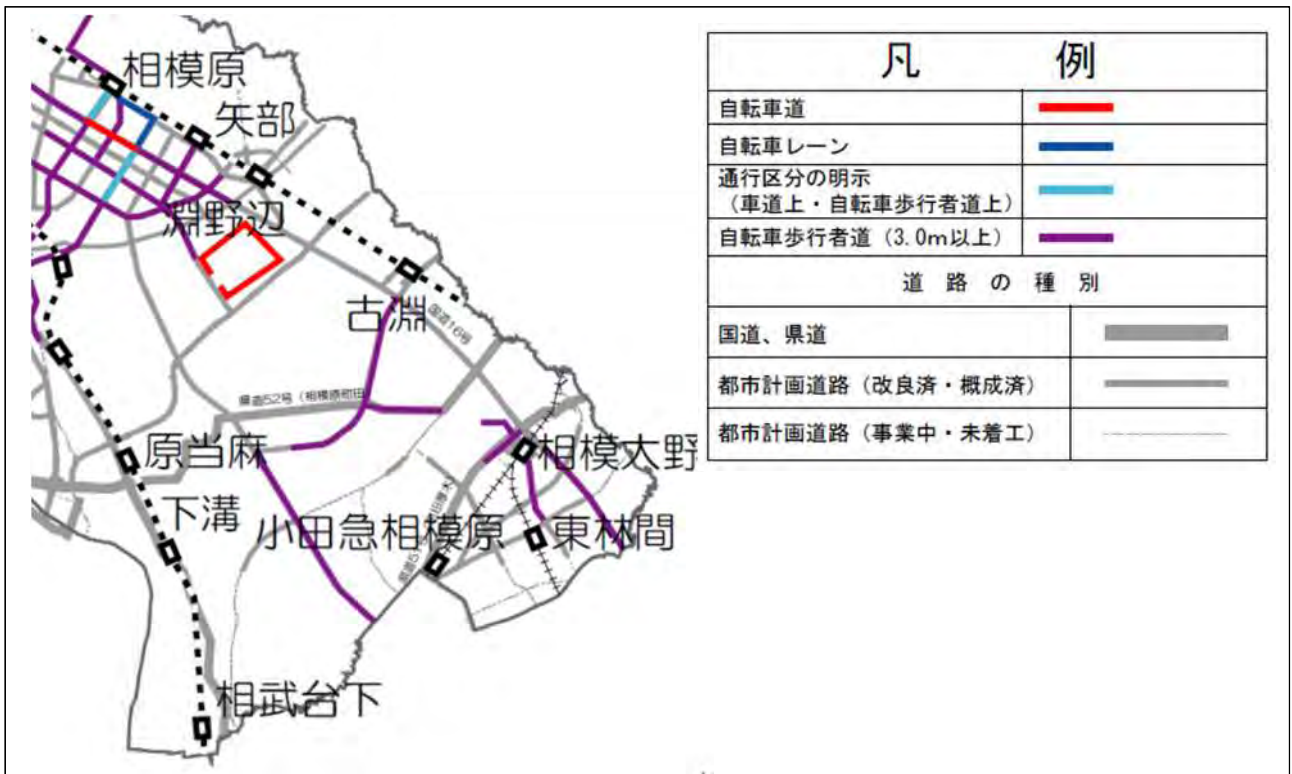 相模原
矢部
淵野辺
古淵
国道16号
県道52号（相模原町田）
原当麻
相模大野
下溝
小田急相模原
東林間
相武台下
凡　例
自転車道
自転車レーン
通行区分の明示
（車道上・自転車歩行者道上）
自転車歩行者道（3.0m以上）
道路の種別
国道、県道
都市計画道路（改良済・概成済）
都市計画道路（事業中・未着工）